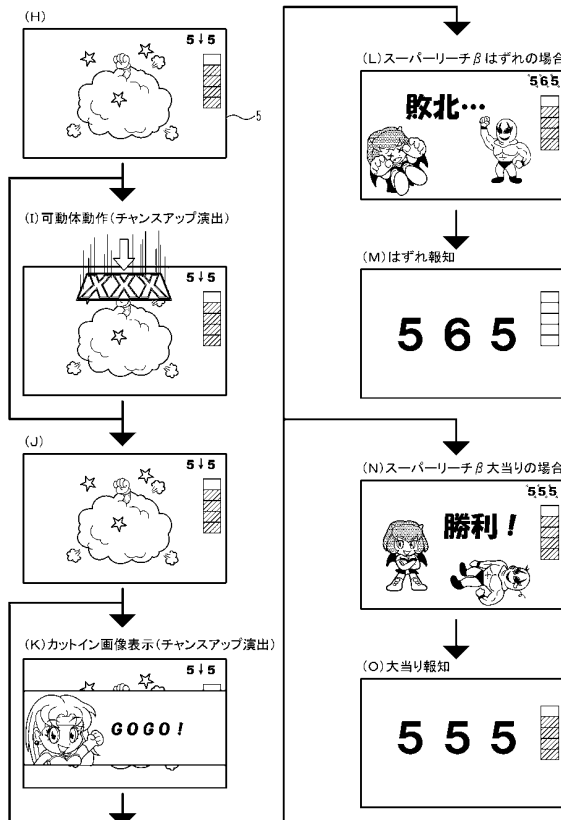 (H)
5↓5
5
(I)可動体動作(チャンスアップ演出)
5↓5
(J)
5↓5
(K)カットイン画像表示(チャンスアップ演出)
5↓5
GOGO!
(L)スーパーリーチβはずれの場合
565
敗北…
(M)はずれ報知
5 6 5
(N)スーパーリーチβ大当りの場合
555
勝利!
(O)大当り報知
5 5 5